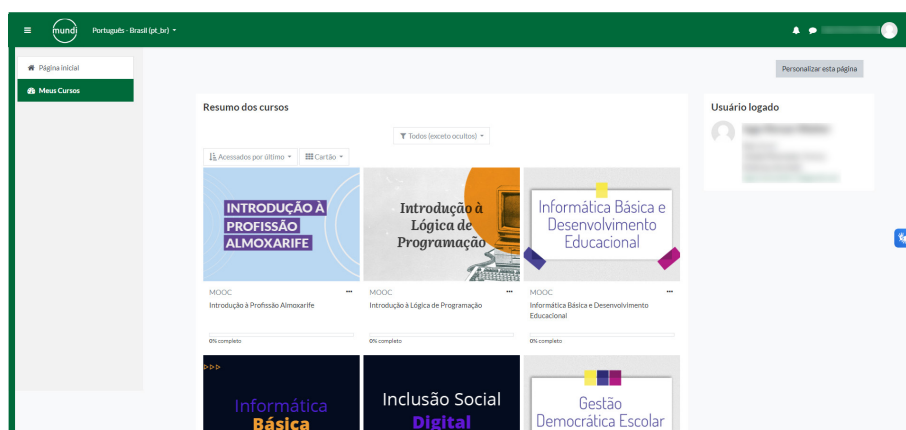 mundi
Português - Brasil (pt_br)
Página inicial
Meus Cursos
Personalizar esta página
Resumo dos cursos
Todos (exceto ocultos)
Acessados por último
Cartão
INTRODUÇÃO À
PROFISSÃO
ALMOXARIFE
MOOC
Introdução à Profissão Almoxarife
0% completo
Introdução à
Lógica de
Programação
MOOC
Introdução à Lógica de Programação
0% completo
Informática Básica e
Desenvolvimento
Educacional
MOOC
Informática Básica e Desenvolvimento
Educacional
0% completo
Informática
Básica
Inclusão Social
Digital
Gestão
Democrática Escolar
Usuário logado